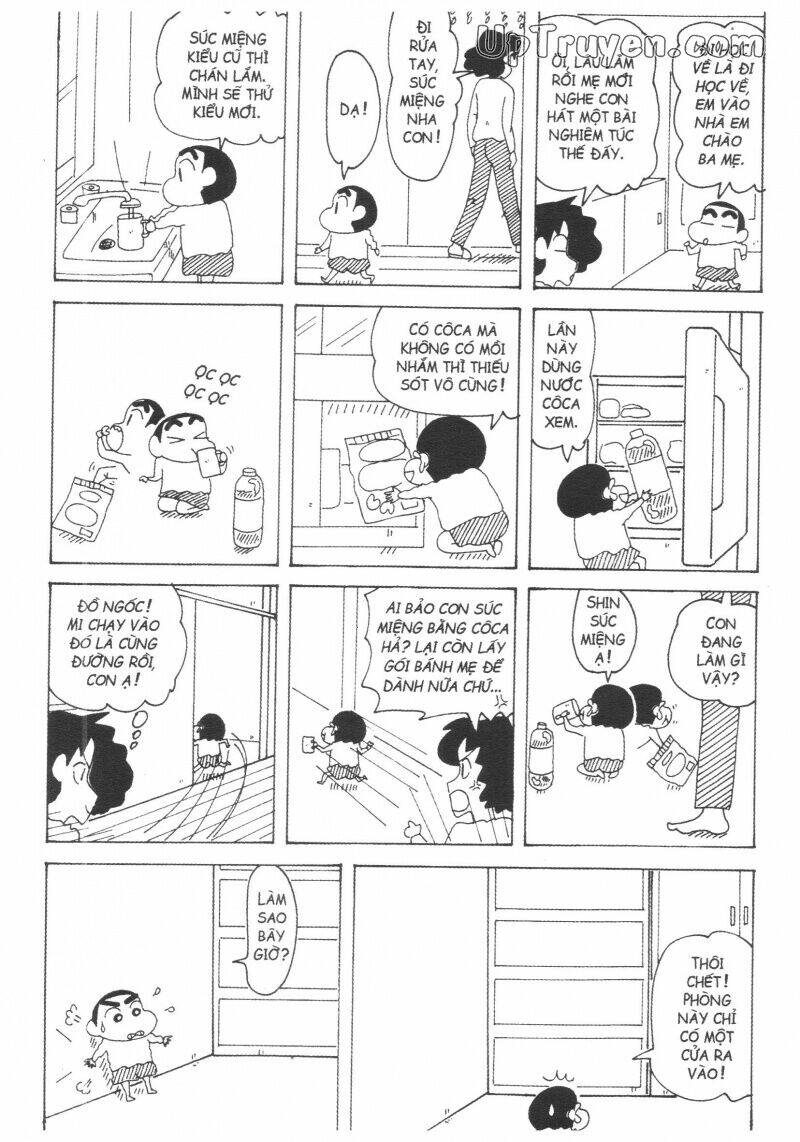 UpTruyen.com
ĐI HỌC
VỀ LÀ ĐI
HỌC VỀ,
EM VÀO
NHÀ EM
CHÀO
BA MẸ.
ÔI, LÂU LẮM
RỒI MẸ MỚI
NGHE CON
HÁT MỘT BÀI
NGHIÊM TÚC
THẾ ĐẤY.
ĐI
RỬA
TAY,
SÚC
MIỆNG
NHA
CON!
DẠ!
SÚC MIỆNG
KIỂU CŨ THÌ
CHÁN LẮM.
MÌNH SẼ THỬ
KIỂU MỚI.
LẦN
NÀY
DÙNG
NƯỚC
CÔCA
XEM.
CÓ CÔCA MÀ
KHÔNG CÓ MỒI
NHẮM THÌ THIẾU
SÓT VÔ CÙNG!
ỌC ỌC
ỌC ỌC
CON
ĐANG
LÀM GÌ
VẬY?
SHIN
SÚC
MIỆNG
Ạ!
AI BẢO CON SÚC
MIỆNG BẰNG CÔCA
HẢ? LẠI CÒN LẤY
GÓI BÁNH MẸ ĐỂ
DÀNH NỮA CHỨ...
ĐỒ NGỐC!
MI CHẠY VÀO
ĐÓ LÀ CÙNG
ĐƯỜNG RỒI,
CON Ạ!
THÔI
CHẾT!
PHÒNG
NÀY CHỈ
CÓ MỘT
CỬA RA
VÀO!
LÀM
SAO
BÂY
GIỜ?